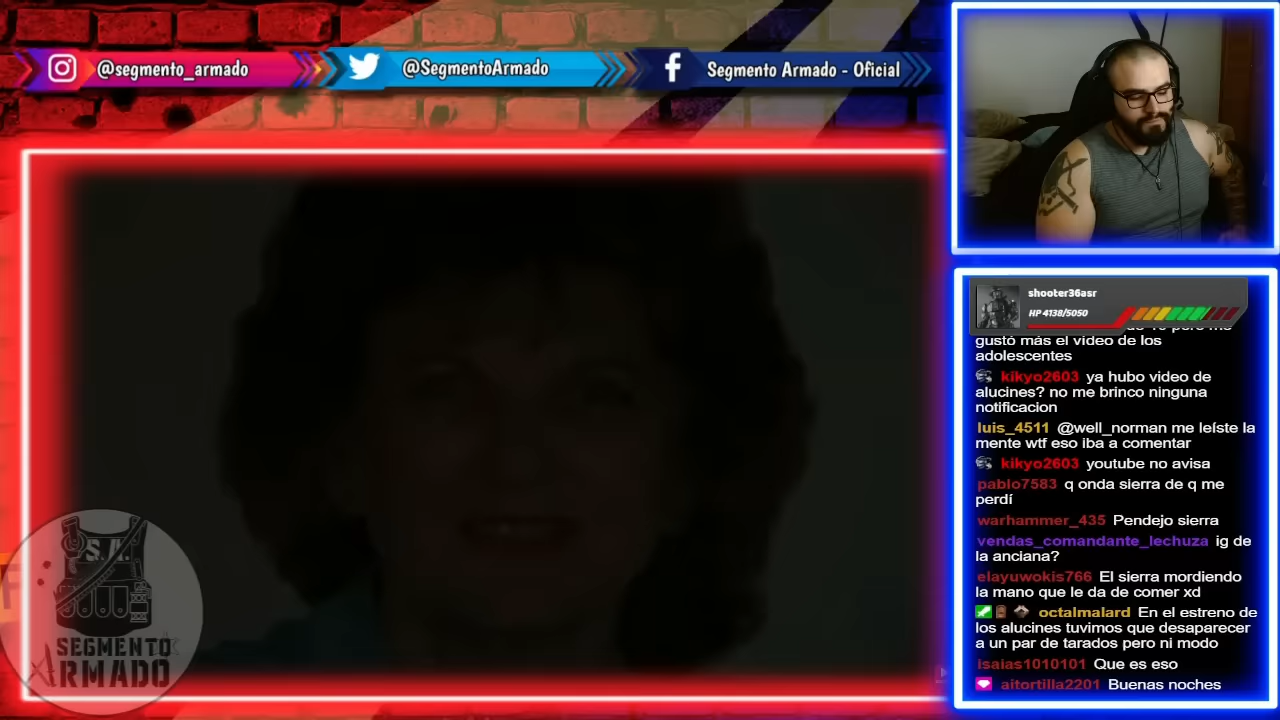 @segmento_armado
@SegmentoArmado
Segmento Armado - Oficial
shooter36asr
HP 4138/5050
gustó más el vídeo de los
adolescentes
kikyo2603 ya hubo video de
alucines? no me brinco ninguna
notificacion
luis_4511 @well_norman me leíste la
mente wtf eso iba a comentar
kikyo2603 youtube no avisa
pablo7583 q onda sierra de q me
perdí
warhammer_435 Pendejo sierra
vendas_comandante_lechuza ig de
la anciana?
elayuwokis766 El sierra mordiendo
la mano que le da de comer xd
octalmalard En el estreno de
los alucines tuvimos que desaparecer
a un par de tarados pero ni modo
Isaias1010101 Que es eso
aitortilla2201 Buenas noches
S.A.
SEGMENTO
ARMADO